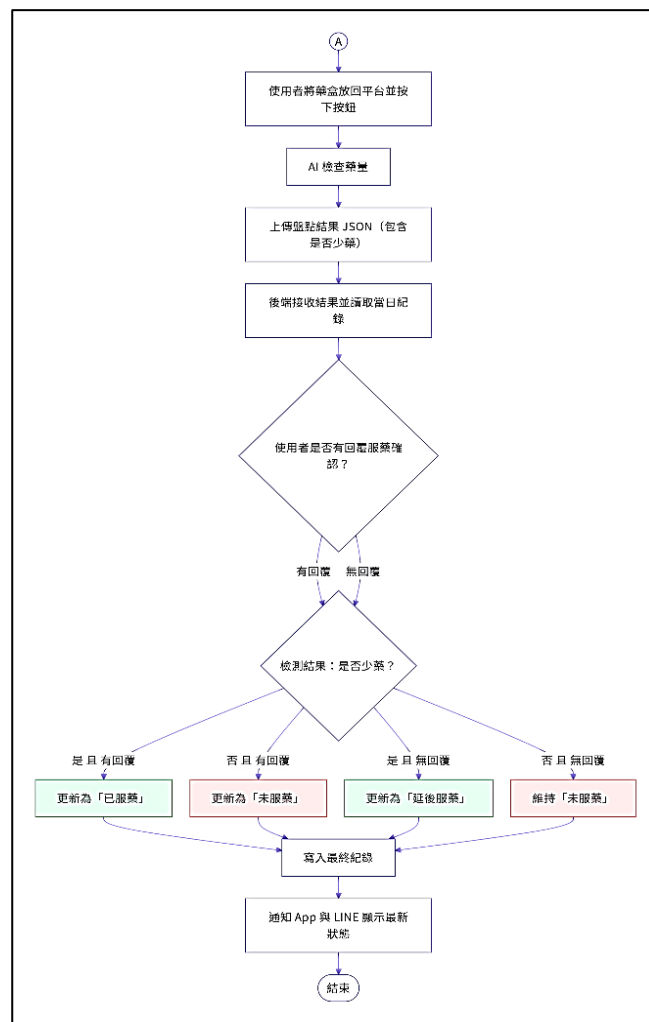 A
使用者將藥盒放回平台並按
下按鈕
AI 檢查藥量
上傳盤點結果 JSON（包含
是否少藥）
後端接收結果並讀取當日紀
錄
使用者是否有回覆服藥確
認？
有回覆
無回覆
檢測結果：是否少藥？
是 且 有回覆
否 且 有回覆
是 且 無回覆
否 且 無回覆
更新為「已服藥」
更新為「未服藥」
更新為「延後服藥」
維持「未服藥」
寫入最終紀錄
通知 App 與 LINE 顯示最新
狀態
結束